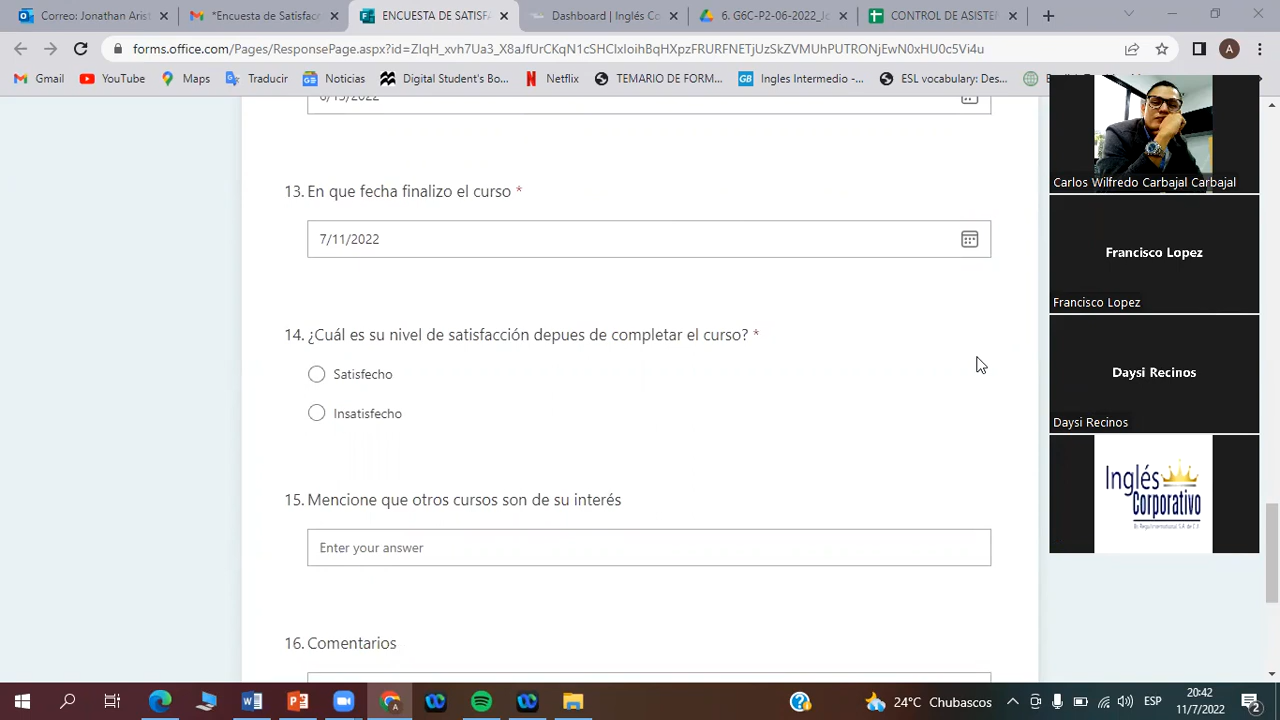 Correo: Jonathan Arist
*Encuesta de Satisfacc
ENCUESTA DE SATISFA
Dashboard | Inglés Co
6. G6C-P2-06-2022_Jo
CONTROL DE ASISTE
forms.office.com/Pages/ResponsePage.aspx?id=ZIqH_xvh7Ua3_X8aJfUrCKqN1cSHCIxIoihBqHXpzFRURFNETjUzSkZVMUhPUTRONjEwN0xHU0c5Vi4u
A
Gmail
YouTube
Maps
Traducir
Noticias
Digital Student's Bo...
Netflix
TEMARIO DE FORM...
Ingles Intermedio -...
ESL vocabulary: Des...
13. En que fecha finalizo el curso *
7/11/2022
14. ¿Cuál es su nivel de satisfacción depues de completar el curso? *
Satisfecho
Insatisfecho
15. Mencione que otros cursos son de su interés
Enter your answer
16. Comentarios
Carlos Wilfredo Carbajal Carbajal
Francisco Lopez
Francisco Lopez
Daysi Recinos
Daysi Recinos
Inglés
Corporativo
24°C Chubascos
ESP
20:42
11/7/2022
2